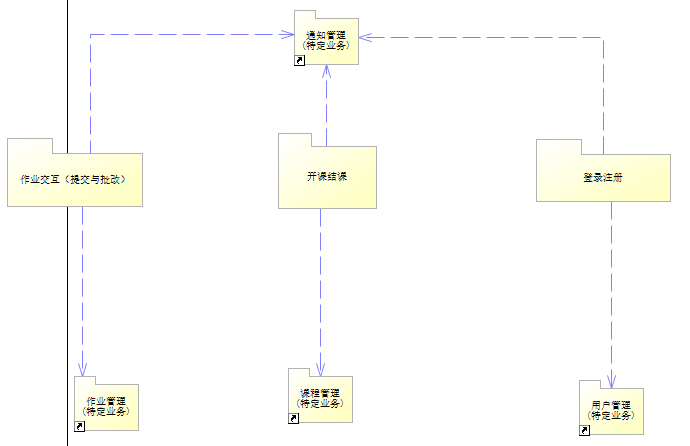 通知管理
(特定业务)
作业交互（提交与批改）
开课结课
登录注册
作业管理
(特定业务)
课程管理
(特定业务)
用户管理
(特定业务)